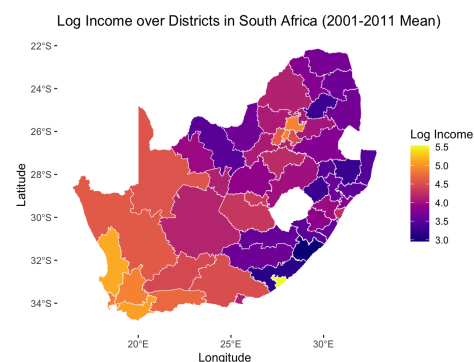 Log Income over Districts in South Africa (2001-2011 Mean)
22°S
24°S
26°S
28°S
30°S
32°S
34°S
Latitude
20°E
25°E
30°E
Longitude
Log Income
5.5
5.0
4.5
4.0
3.5
3.0